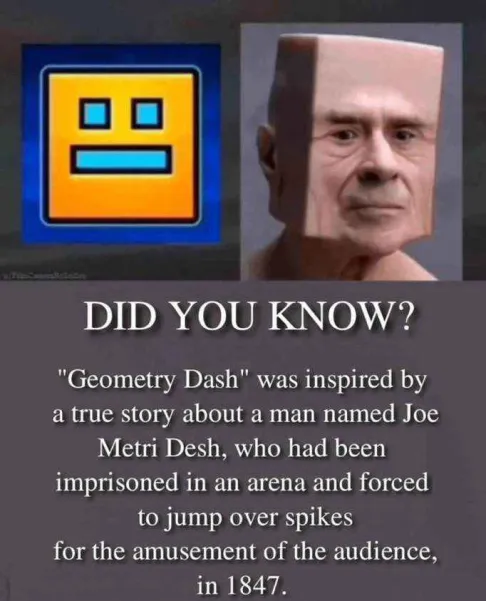 DID YOU KNOW?
"Geometry Dash" was inspired by
a true story about a man named Joe
Metri Desh, who had been
imprisoned in an arena and forced
to jump over spikes
for the amusement of the audience,
in 1847.